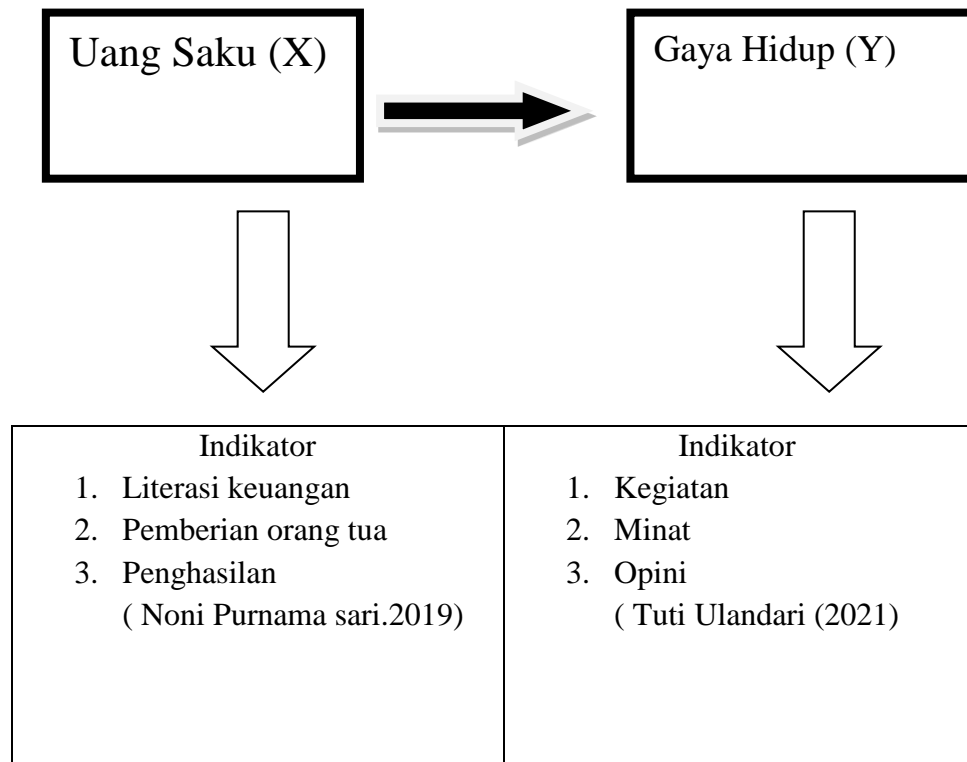 Uang Saku (X)
Gaya Hidup (Y)
Indikator
1. Literasi keuangan
2. Pemberian orang tua
3. Penghasilan
( Noni Purnama sari.2019)
Indikator
1. Kegiatan
2. Minat
3. Opini
( Tuti Ulandari (2021)